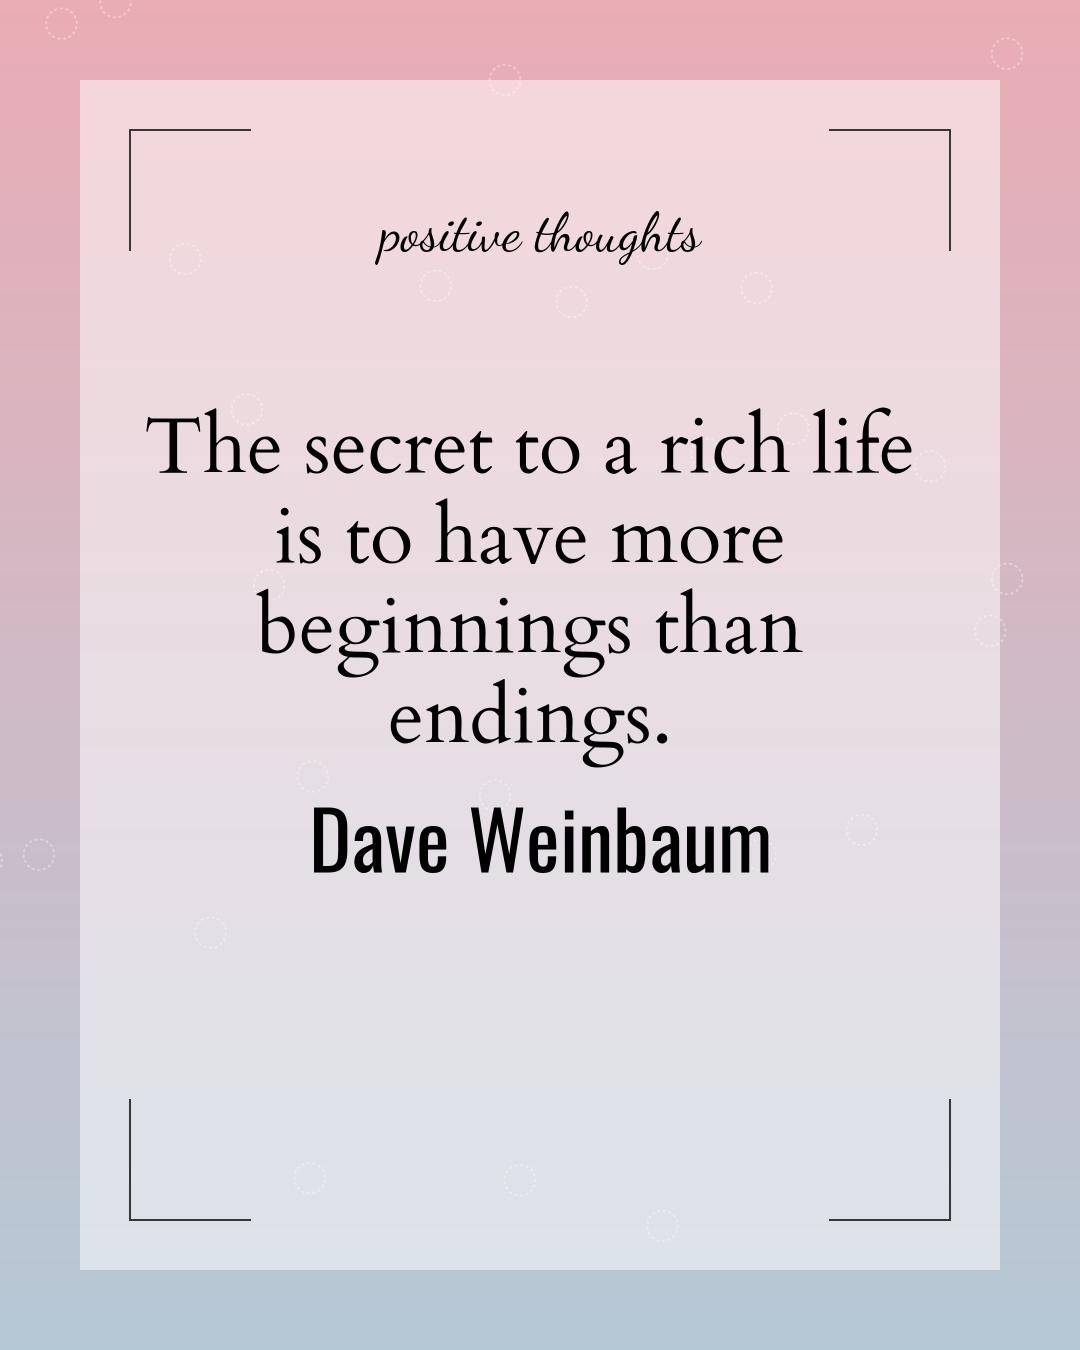 positive thoughts
The secret to a rich life
is to have more
beginnings than
endings.
Dave Weinbaum